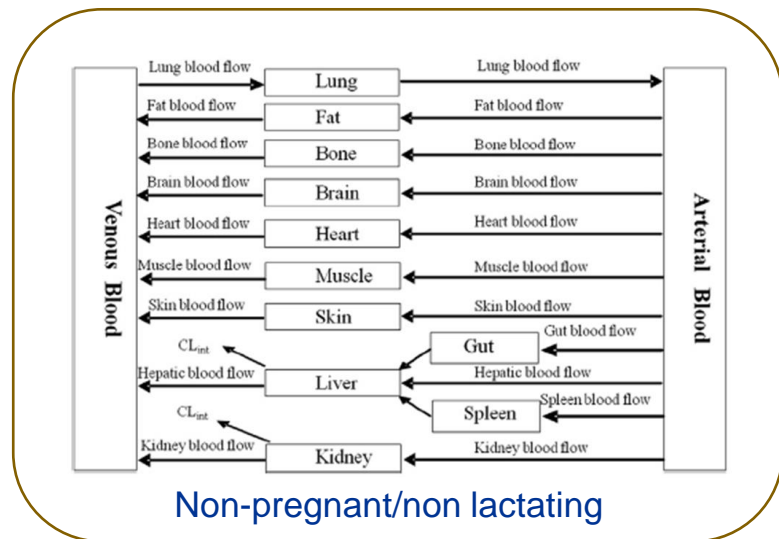 Lung blood flow Lung Lung blood flow
Fat blood flow Fat Fat blood flow
Bone blood flow Bone Bone blood flow
Brain blood flow Brain Brain blood flow
Heart blood flow Heart Heart blood flow
Muscle blood flow Muscle Muscle blood flow
Skin blood flow Skin Skin blood flow
Gut blood flow
CLint Gut
Hepatic blood flow Liver Hepatic blood flow
Spleen blood flow
CLint Spleen
Kidney blood flow Kidney Kidney blood flow
Venous Blood
Arterial Blood
Non-pregnant/non lactating